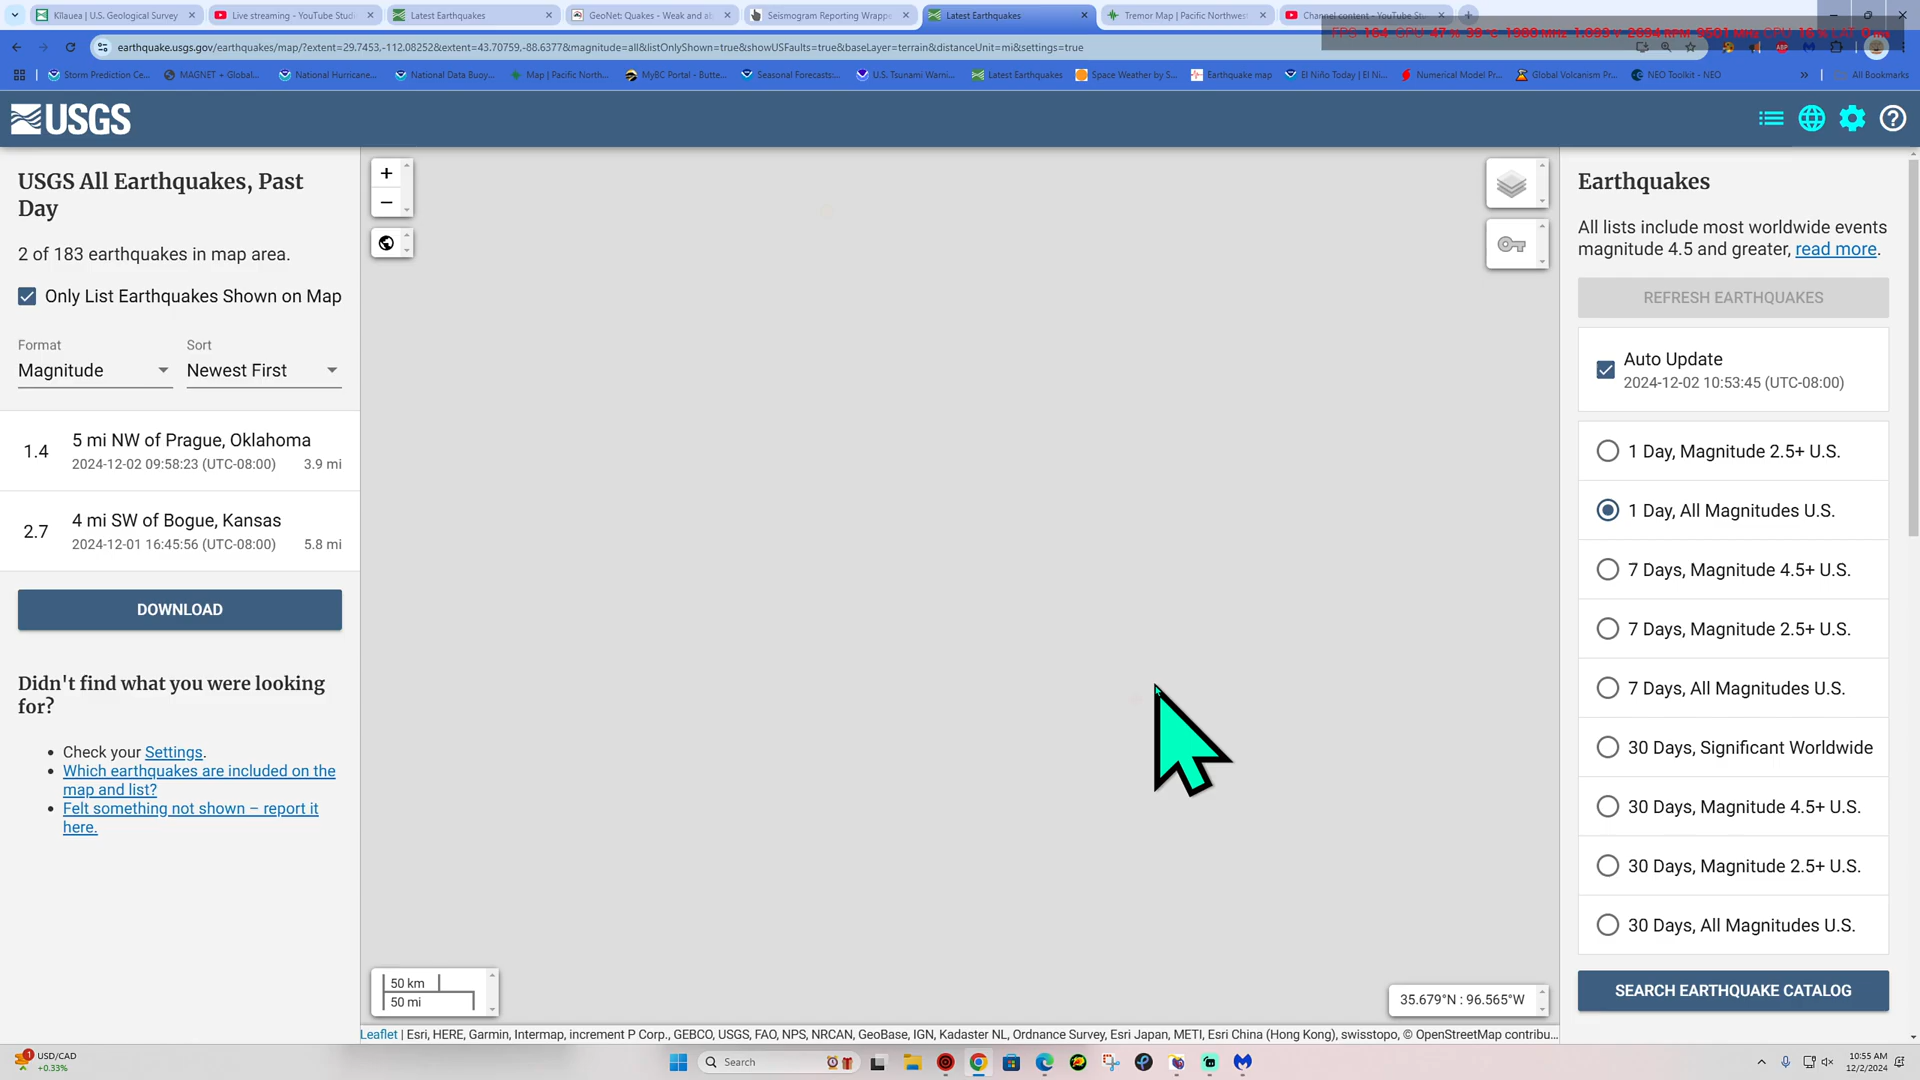 Kilauea | U.S. Geological Survey
Live streaming - YouTube Studi
Latest Earthquakes
GeoNet: Quakes - Weak and ab
Seismogram Reporting Wrappe
Latest Earthquakes
Tremor Map | Pacific Northwest
Channel content - YouTube St
earthquake.usgs.gov/earthquakes/map/?extent=29.7453,-112.08252&extent=43.70759,-88.6377&magnitude=all&listOnlyShown=true&showUSFaults=true&baseLayer=terrain&distanceUnit=mi&settings=true
Storm Prediction Ce...
MAGNET + Global...
National Hurricane...
National Data Buoy...
Map | Pacific North...
MyBC Portal - Butte...
Seasonal Forecasts:...
U.S. Tsunami Warni...
Latest Earthquakes
Space Weather by S...
Earthquake map
El Niño Today | El Ni...
Numerical Model Pr...
Global Volcanism Pr...
NEO Toolkit - NEO
All Bookmarks
USGS
USGS All Earthquakes, Past
Day
2 of 183 earthquakes in map area.
Only List Earthquakes Shown on Map
Format
Sort
Magnitude
Newest First
1.4
5 mi NW of Prague, Oklahoma
2024-12-02 09:58:23 (UTC-08:00)
3.9 mi
2.7
4 mi SW of Bogue, Kansas
2024-12-01 16:45:56 (UTC-08:00)
5.8 mi
DOWNLOAD
Didn't find what you were looking
for?
Check your Settings.
Which earthquakes are included on the
map and list?
Felt something not shown – report it
here.
+
−
50 km
50 mi
35.679°N : 96.565°W
Leaflet | Esri, HERE, Garmin, Intermap, increment P Corp., GEBCO, USGS, FAO, NPS, NRCAN, GeoBase, IGN, Kadaster NL, Ordnance Survey, Esri Japan, METI, Esri China (Hong Kong), swisstopo, © OpenStreetMap contribu...
Earthquakes
All lists include most worldwide events
magnitude 4.5 and greater, read more.
REFRESH EARTHQUAKES
Auto Update
2024-12-02 10:53:45 (UTC-08:00)
1 Day, Magnitude 2.5+ U.S.
1 Day, All Magnitudes U.S.
7 Days, Magnitude 4.5+ U.S.
7 Days, Magnitude 2.5+ U.S.
7 Days, All Magnitudes U.S.
30 Days, Significant Worldwide
30 Days, Magnitude 4.5+ U.S.
30 Days, Magnitude 2.5+ U.S.
30 Days, All Magnitudes U.S.
SEARCH EARTHQUAKE CATALOG
USD/CAD
+0.33%
Search
10:55 AM
12/2/2024